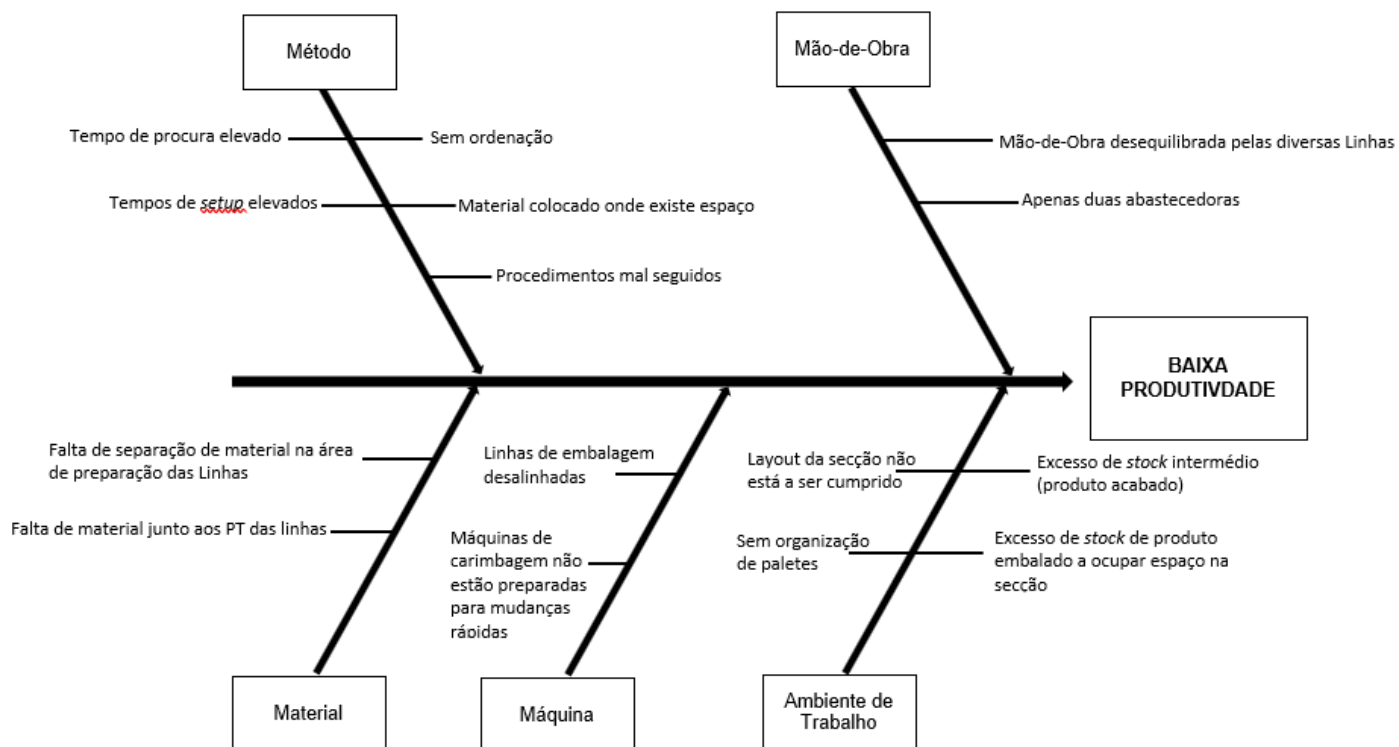 Método
Mão-de-Obra
Tempo de procura elevado
Sem ordenação
Tempos de setup elevados
Material colocado onde existe espaço
Procedimentos mal seguidos
Mão-de-Obra desequilibrada pelas diversas Linhas
Apenas duas abastecedoras
BAIXA
PRODUTIVDADE
Falta de separação de material na área
de preparação das Linhas
Falta de material junto aos PT das linhas
Linhas de embalagem
desalinhadas
Máquinas de
carimbagem não
estão preparadas
para mudanças
rápidas
Layout da secção não
está a ser cumprido
Sem organização
de paletes
Excesso de stock intermédio
(produto acabado)
Excesso de stock de produto
embalado a ocupar espaço na
secção
Material
Máquina
Ambiente de
Trabalho